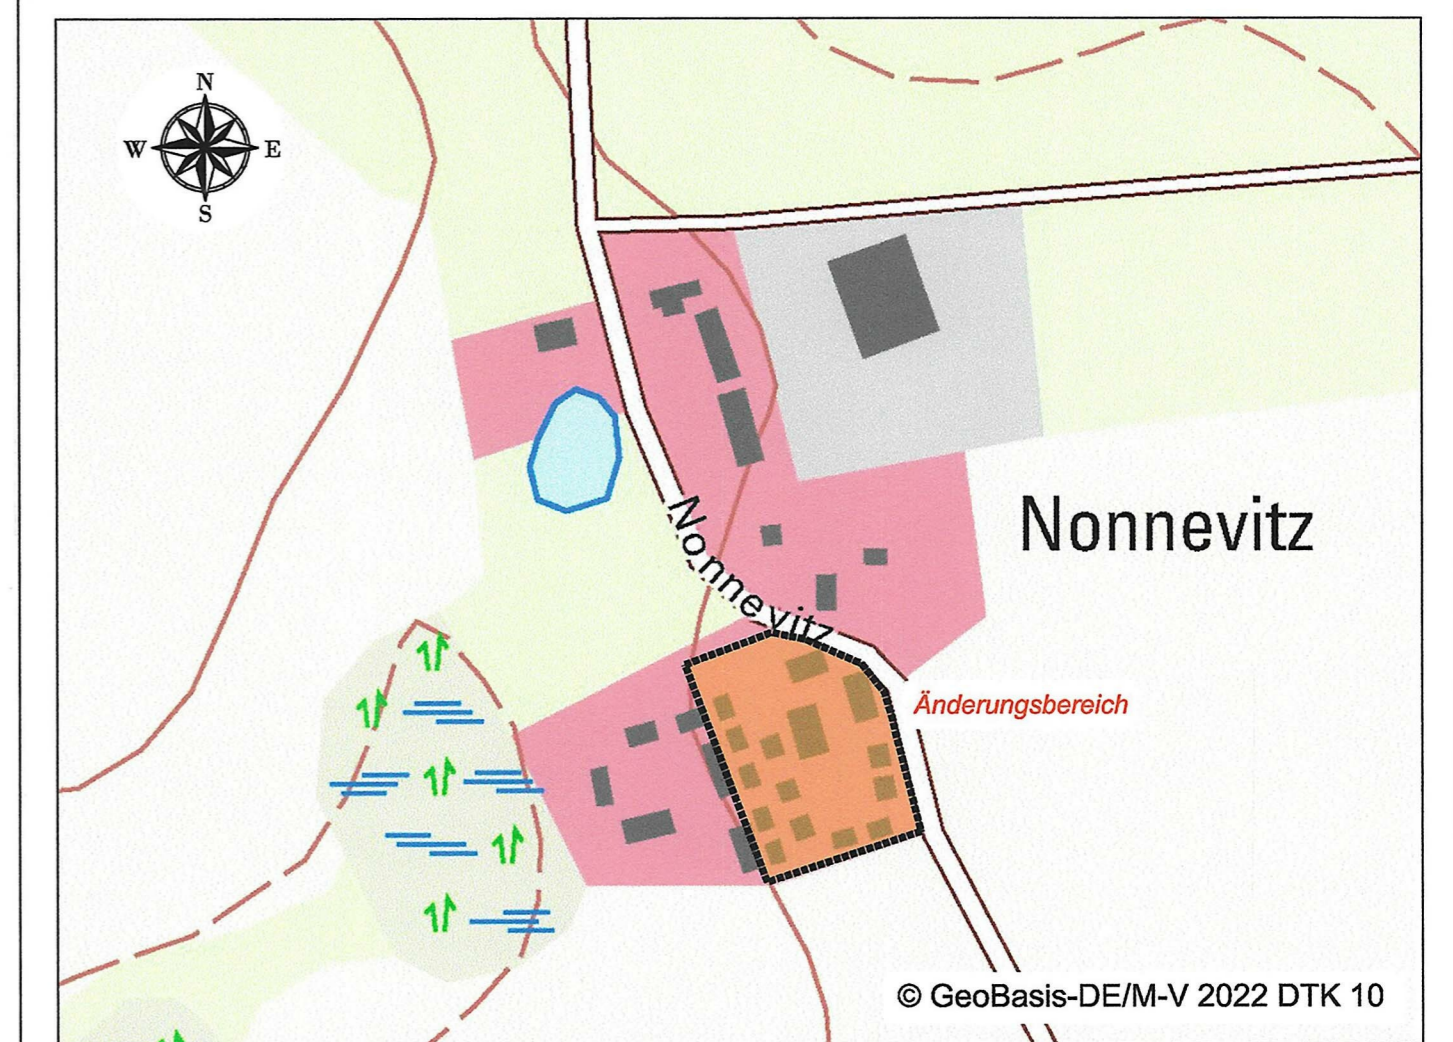 N
W E
S
Nonnevitz
Nonnevitz
Änderungsbereich
© GeoBasis-DE/M-V 2022 DTK 10